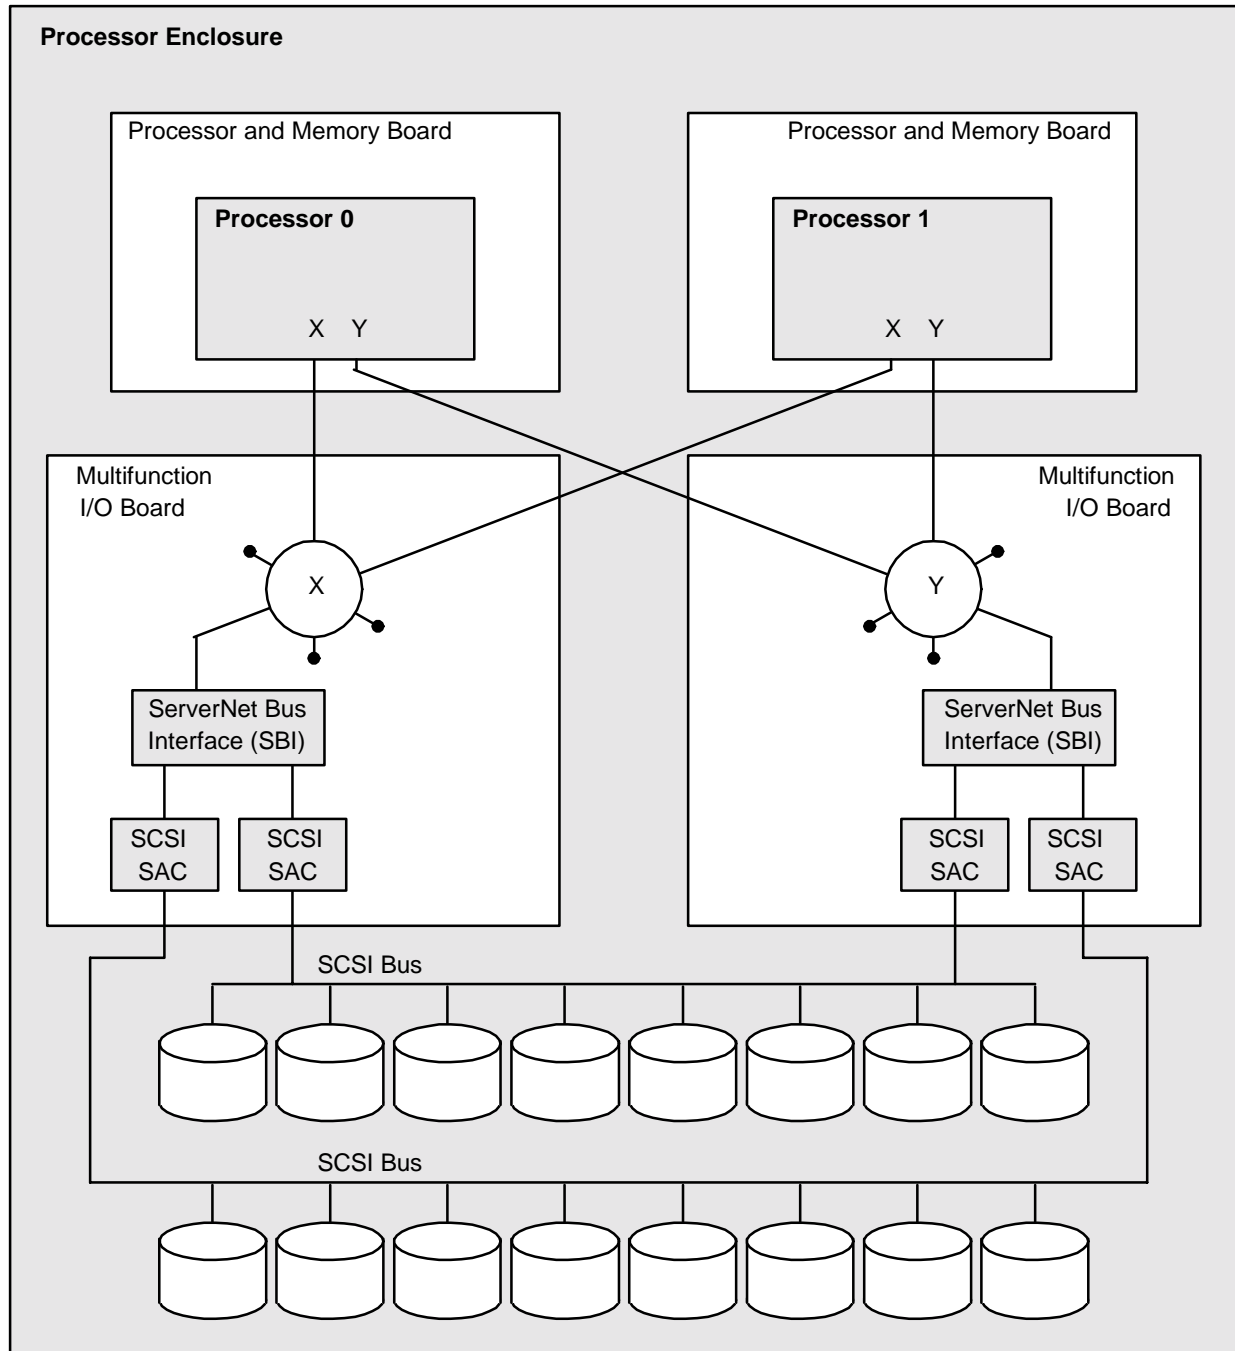 Processor Enclosure
Processor and Memory Board
Processor and Memory Board
Processor 0
Processor 1
X Y
X Y
Multifunction
I/O Board
Multifunction
I/O Board
X
Y
ServerNet Bus
Interface (SBI)
ServerNet Bus
Interface (SBI)
SCSI
SAC
SCSI
SAC
SCSI
SAC
SCSI
SAC
SCSI Bus
SCSI Bus